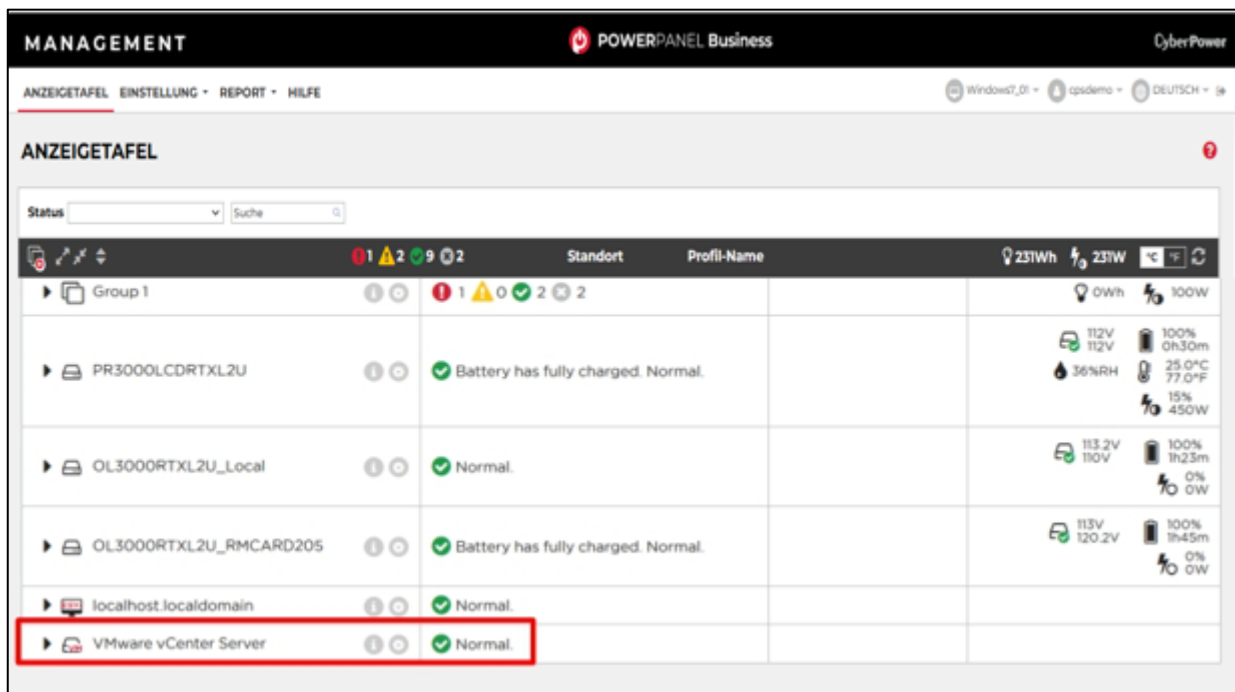 MANAGEMENT POWERPANEL Business CyberPower
ANZEIGETAFEL EINSTELLUNG REPORT HILFE Windows7_01 cpsdemo DEUTSCH
ANZEIGETAFEL
Status Suche
1 2 9 2 Standort Profil-Name 231Wh 231W °C °F
Group 1 1 0 2 2 0Wh 100W
PR3000LCDRTXL2U Battery has fully charged. Normal.
112V 100%
112V 0h30m
36%RH 25.0°C
77.0°F
15%
450W
OL3000RTXL2U_Local Normal.
113.2V 100%
110V 1h23m
0%
0W
OL3000RTXL2U_RMCARD205 Battery has fully charged. Normal.
113V 100%
120.2V 1h45m
0%
0W
localhost.localdomain Normal.
VMware vCenter Server Normal.